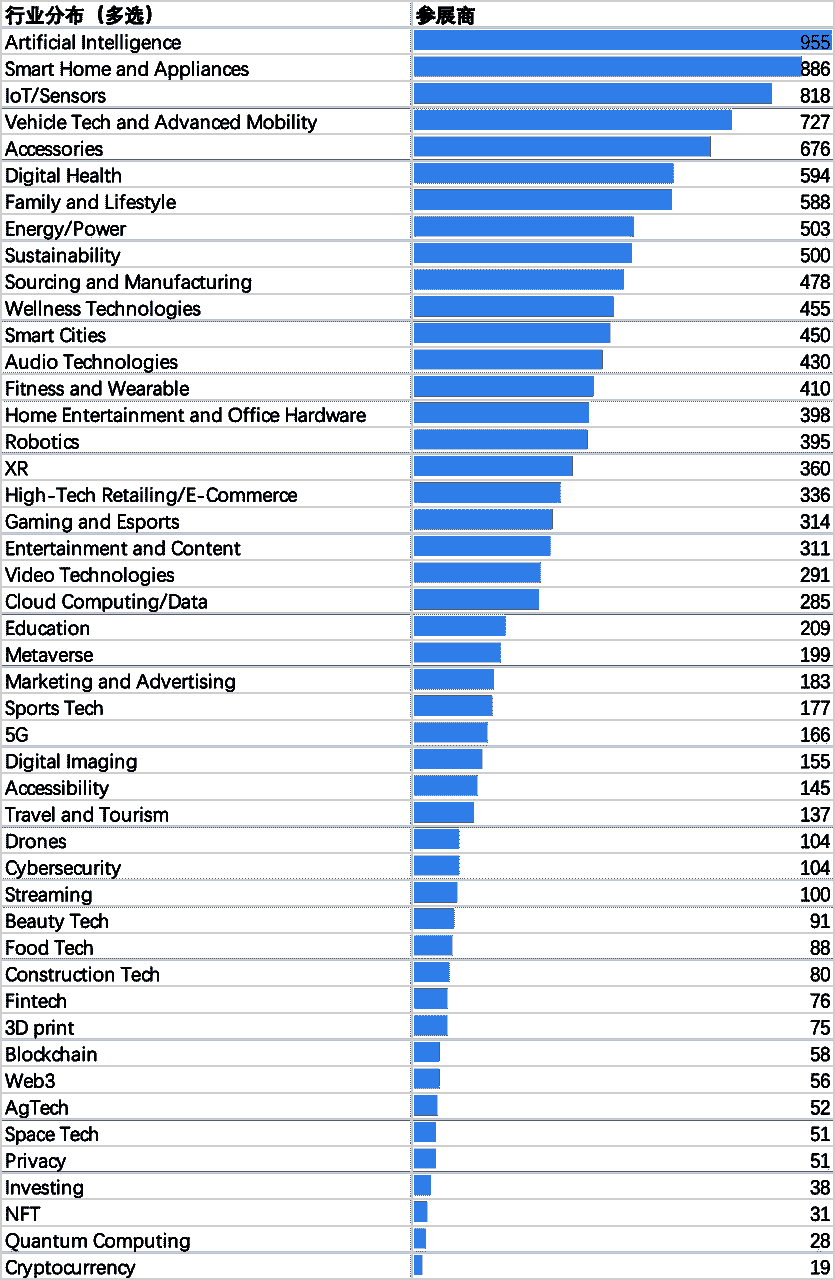 行业分布（多选） 参展商
Artificial Intelligence 955
Smart Home and Appliances 886
IoT/Sensors 818
Vehicle Tech and Advanced Mobility 727
Accessories 676
Digital Health 594
Family and Lifestyle 588
Energy/Power 503
Sustainability 500
Sourcing and Manufacturing 478
Wellness Technologies 455
Smart Cities 450
Audio Technologies 430
Fitness and Wearable 410
Home Entertainment and Office Hardware 398
Robotics 395
XR 360
High-Tech Retailing/E-Commerce 336
Gaming and Esports 314
Entertainment and Content 311
Video Technologies 291
Cloud Computing/Data 285
Education 209
Metaverse 199
Marketing and Advertising 183
Sports Tech 177
5G 166
Digital Imaging 155
Accessibility 145
Travel and Tourism 137
Drones 104
Cybersecurity 104
Streaming 100
Beauty Tech 91
Food Tech 88
Construction Tech 80
Fintech 76
3D print 75
Blockchain 58
Web3 56
AgTech 52
Space Tech 51
Privacy 51
Investing 38
NFT 31
Quantum Computing 28
Cryptocurrency 19